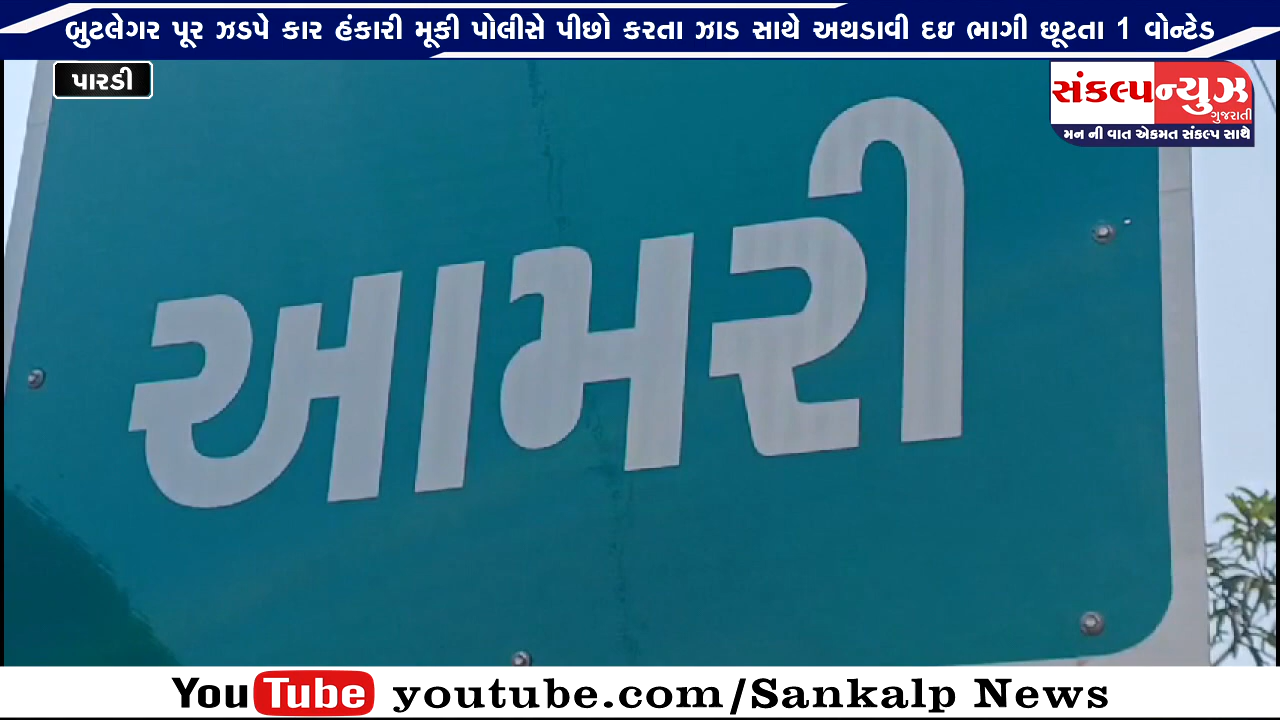 બુટલેગર પૂર ઝડપે કાર હંકારી મૂકી પોલીસે પીછો કરતા ઝાડ સાથે અથડાવી દઇ ભાગી છૂટતા 1 વોન્ટેડ
પારડી
સંકલ્પ ન્યુઝ
ગુજરાતી
મન ની વાત એકમત સંકલ્પ સાથે
આમરી
YouTube youtube.com/Sankalp News